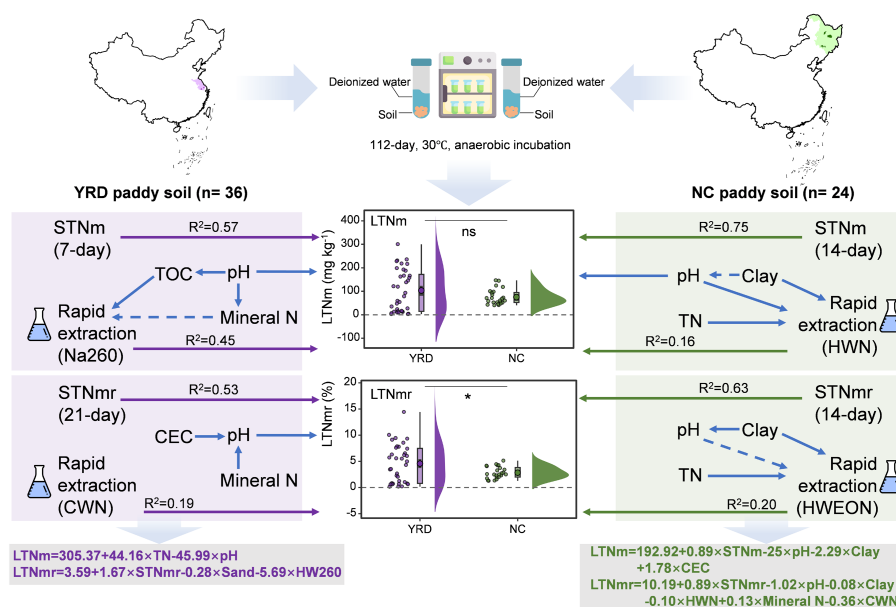 Deionized water
Deionized water
Soil
Soil
112-day, 30℃, anaerobic incubation
YRD paddy soil (n= 36)
NC paddy soil (n= 24)
STNm
(7-day)
R²=0.57
TOC
pH
Rapid
extraction
(Na260)
Mineral N
R²=0.45
LTNm
ns
LTNm (mg kg⁻¹)
400
300
200
100
0
-100
YRD
NC
R²=0.75
STNm
(14-day)
pH
Clay
TN
Rapid
extraction
(HWN)
R²=0.16
STNmr
(21-day)
R²=0.53
CEC
pH
Rapid
extraction
(CWN)
Mineral N
R²=0.19
LTNmr
*
LTNmr (%)
20
15
10
5
0
-5
YRD
NC
R²=0.63
STNmr
(14-day)
pH
Clay
TN
Rapid
extraction
(HWEON)
R²=0.20
LTNm=305.37+44.16×TN-45.99×pH
LTNmr=3.59+1.67×STNmr-0.28×Sand-5.69×HW260
LTNm=192.92+0.89×STNm-25×pH-2.29×Clay
+1.78×CEC
LTNmr=10.19+0.89×STNmr-1.02×pH-0.08×Clay
-0.10×HWN+0.13×Mineral N-0.36×CWN